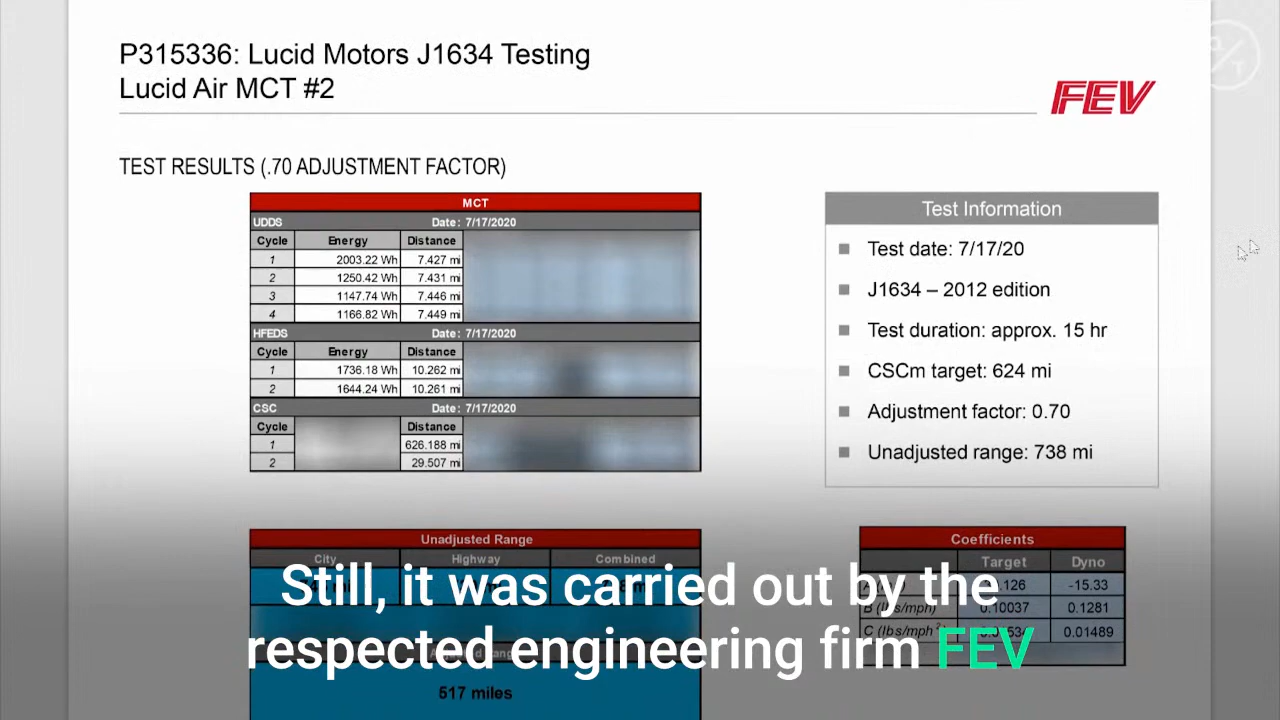 P315336: Lucid Motors J1634 Testing
Lucid Air MCT #2
FEV
TEST RESULTS (.70 ADJUSTMENT FACTOR)
MCT
UDDS Date: 7/17/2020
Cycle Energy Distance
1 2003.22 Wh 7.427 mi
2 1250.42 Wh 7.431 mi
3 1147.74 Wh 7.446 mi
4 1166.82 Wh 7.449 mi
HFEDS Date: 7/17/2020
Cycle Energy Distance
1 1736.18 Wh 10.262 mi
2 1644.24 Wh 10.261 mi
CSC Date: 7/17/2020
Cycle Distance
1 626.188 mi
2 29.507 mi
Test Information
Test date: 7/17/20
J1634 – 2012 edition
Test duration: approx. 15 hr
CSCm target: 624 mi
Adjustment factor: 0.70
Unadjusted range: 738 mi
Unadjusted Range
City Highway Combined
517 miles
Coefficients
Target Dyno
-15.33
B (lbs/mph) 0.10037 0.1281
C (lbs/mph²) 0.01489
Still, it was carried out by the
respected engineering firm FEV